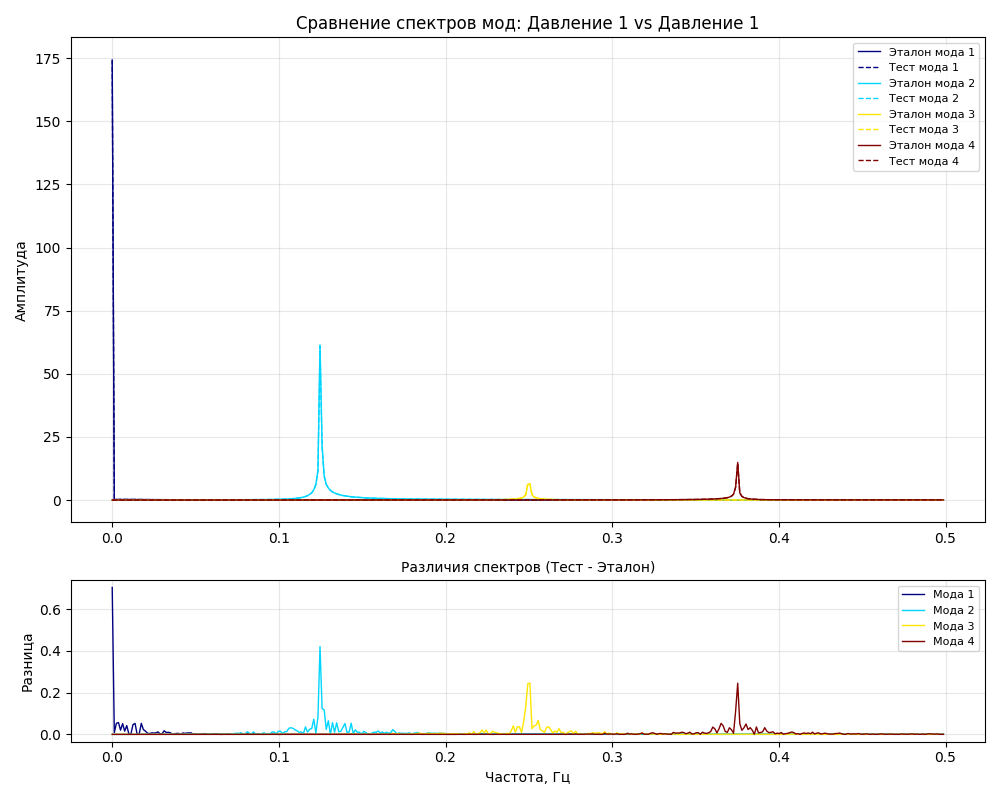 Сравнение спектров мод: Давление 1 vs Давление 1
Амплитуда
175
150
125
100
75
50
25
0
Эталон мода 1
Тест мода 1
Эталон мода 2
Тест мода 2
Эталон мода 3
Тест мода 3
Эталон мода 4
Тест мода 4
0.0 0.1 0.2 0.3 0.4 0.5
Различия спектров (Тест - Эталон)
Разница
0.6
0.4
0.2
0.0
Мода 1
Мода 2
Мода 3
Мода 4
0.0 0.1 0.2 0.3 0.4 0.5
Частота, Гц